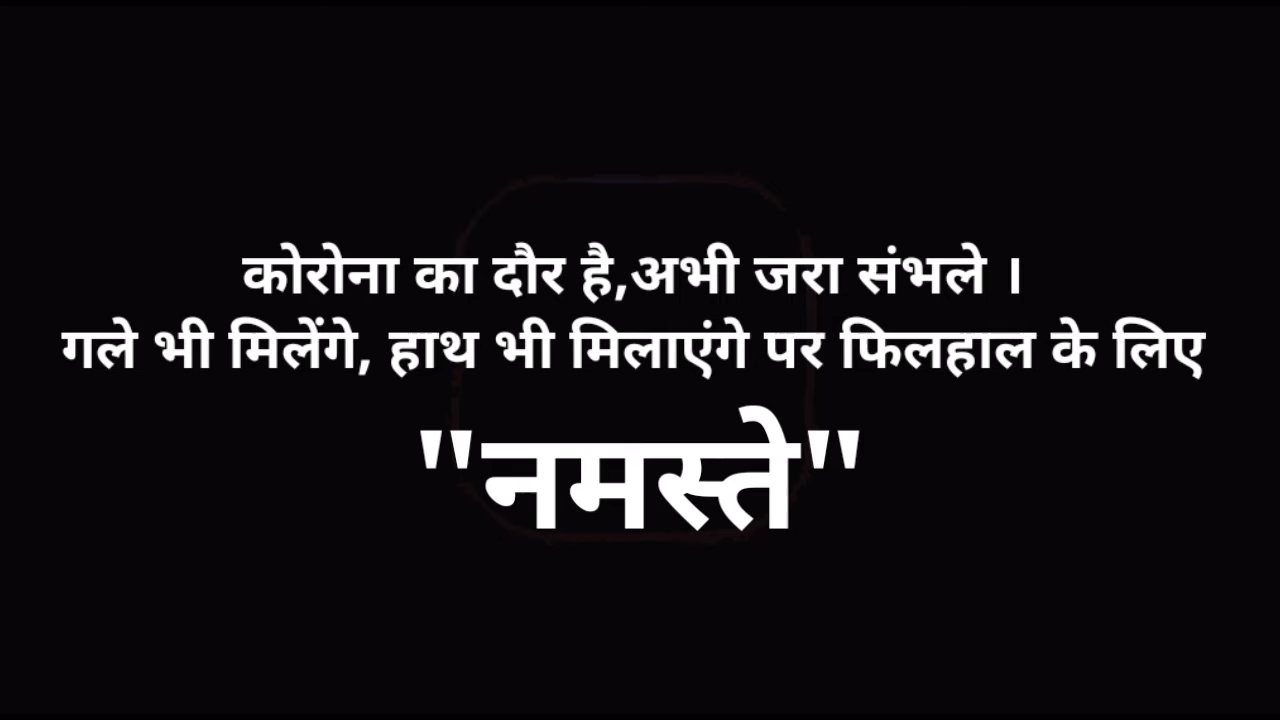 कोरोना का दौर है,अभी जरा संभले ।
गले भी मिलेंगे, हाथ भी मिलाएंगे पर फिलहाल के लिए
"नमस्ते"